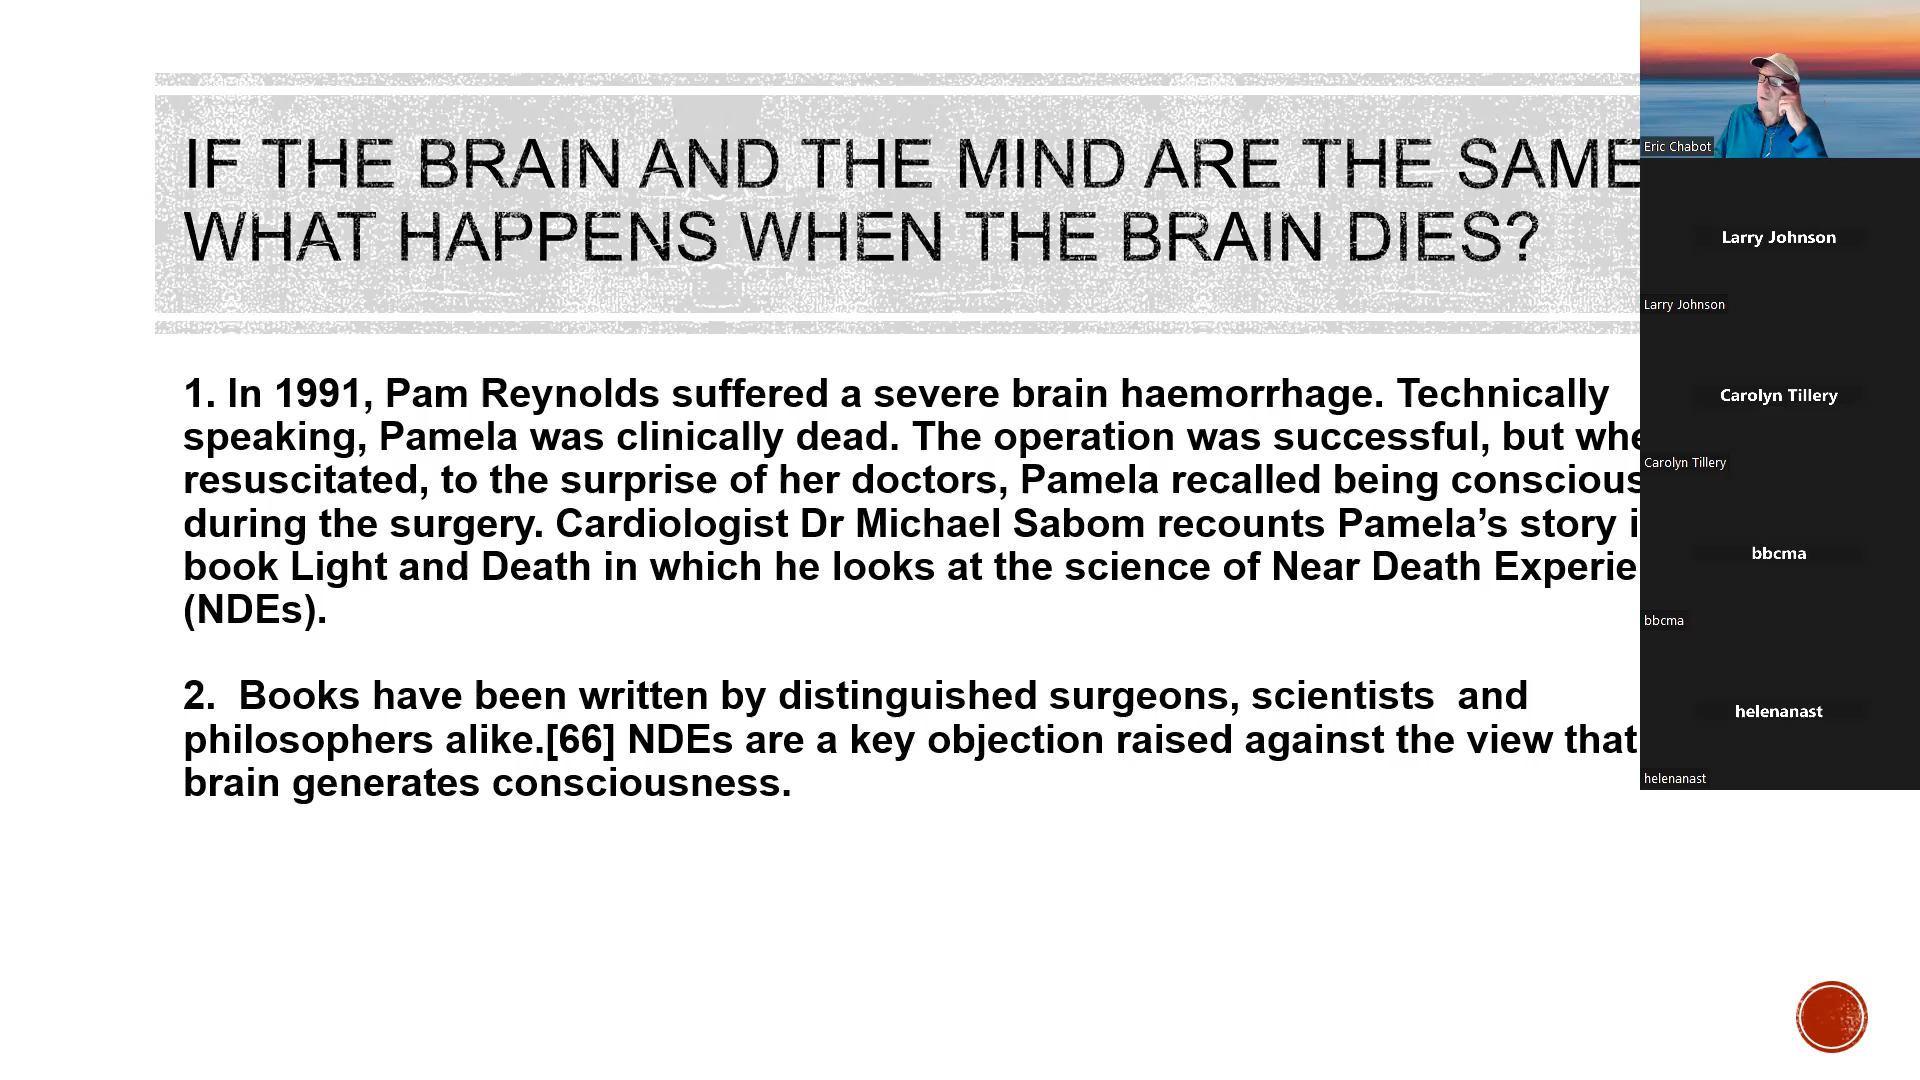 IF THE BRAIN AND THE MIND ARE THE SAME
WHAT HAPPENS WHEN THE BRAIN DIES?
1. In 1991, Pam Reynolds suffered a severe brain haemorrhage. Technically
speaking, Pamela was clinically dead. The operation was successful, but
resuscitated, to the surprise of her doctors, Pamela recalled being conscious
during the surgery. Cardiologist Dr Michael Sabom recounts Pamela’s story
book Light and Death in which he looks at the science of Near Death
(NDEs).
2.  Books have been written by distinguished surgeons, scientists  and
philosophers alike.[66] NDEs are a key objection raised against the view that
brain generates consciousness.
Eric Chabot
Larry Johnson
Larry Johnson
Carolyn Tillery
Carolyn Tillery
bbcma
bbcma
helenanast
helenanast